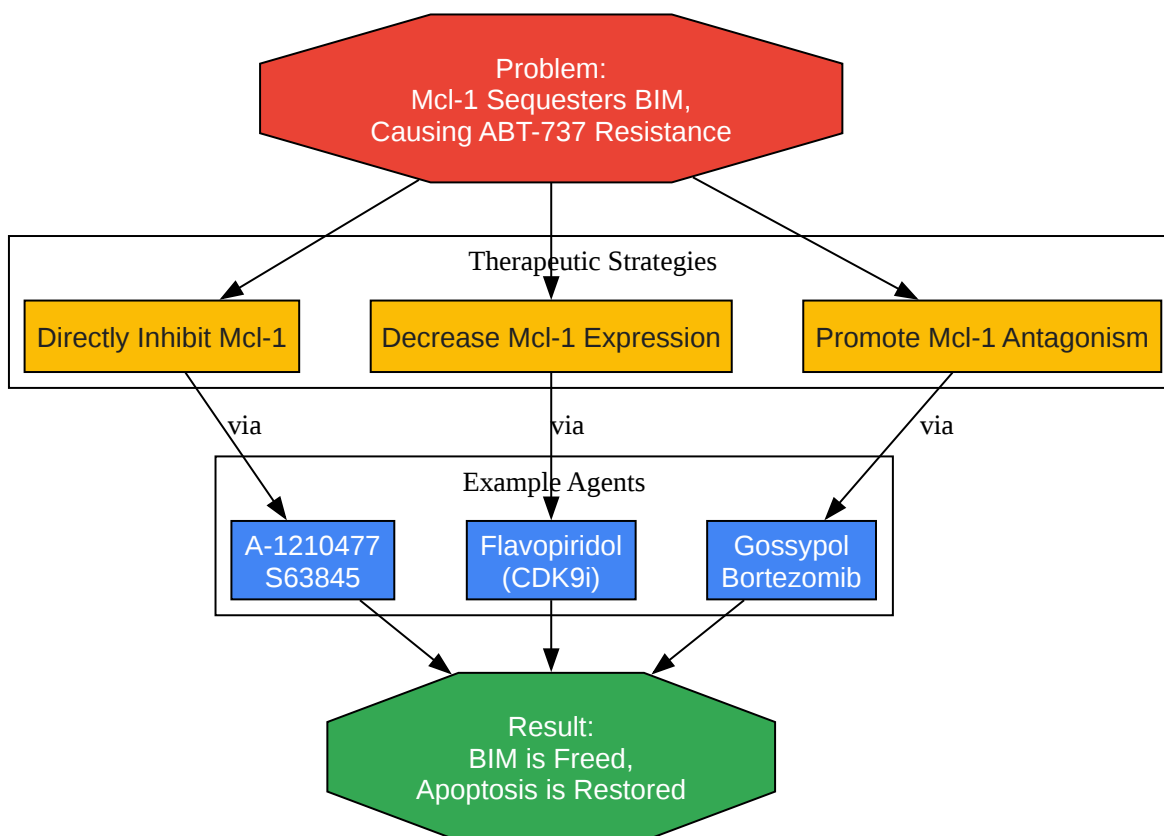 Problem:
Mcl-1 Sequesters BIM,
Causing ABT-737 Resistance
Therapeutic Strategies
Directly Inhibit Mcl-1
Decrease Mcl-1 Expression
Promote Mcl-1 Antagonism
via
via
via
Example Agents
A-1210477
S63845
Flavopiridol
(CDK9i)
Gossypol
Bortezomib
Result:
BIM is Freed,
Apoptosis is Restored